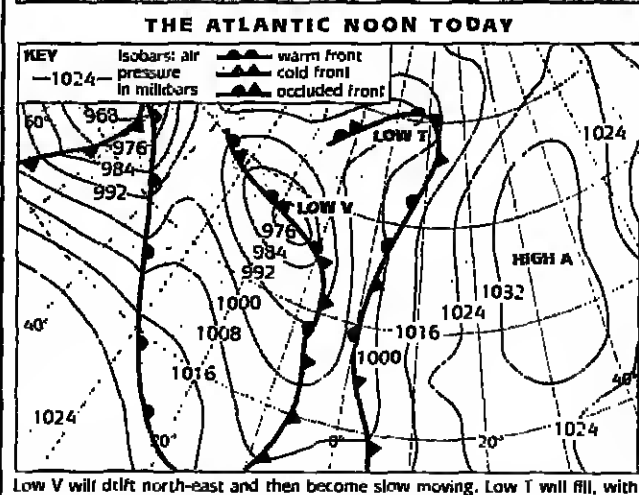 THE ATLANTIC NOON TODAY
KEY
Isobars: air
pressure
in millibars
—1024—
warm front
cold front
occluded front
60°
968
976
984
992
LOW T
1024
LOW V
976
984
992
1000
1008
1016
HIGH A
1032
1024
1016
1000
40°
40°
1024
1024
20°
0°
20°
Low V will drift north-east and then become slow moving. Low T will fill, with